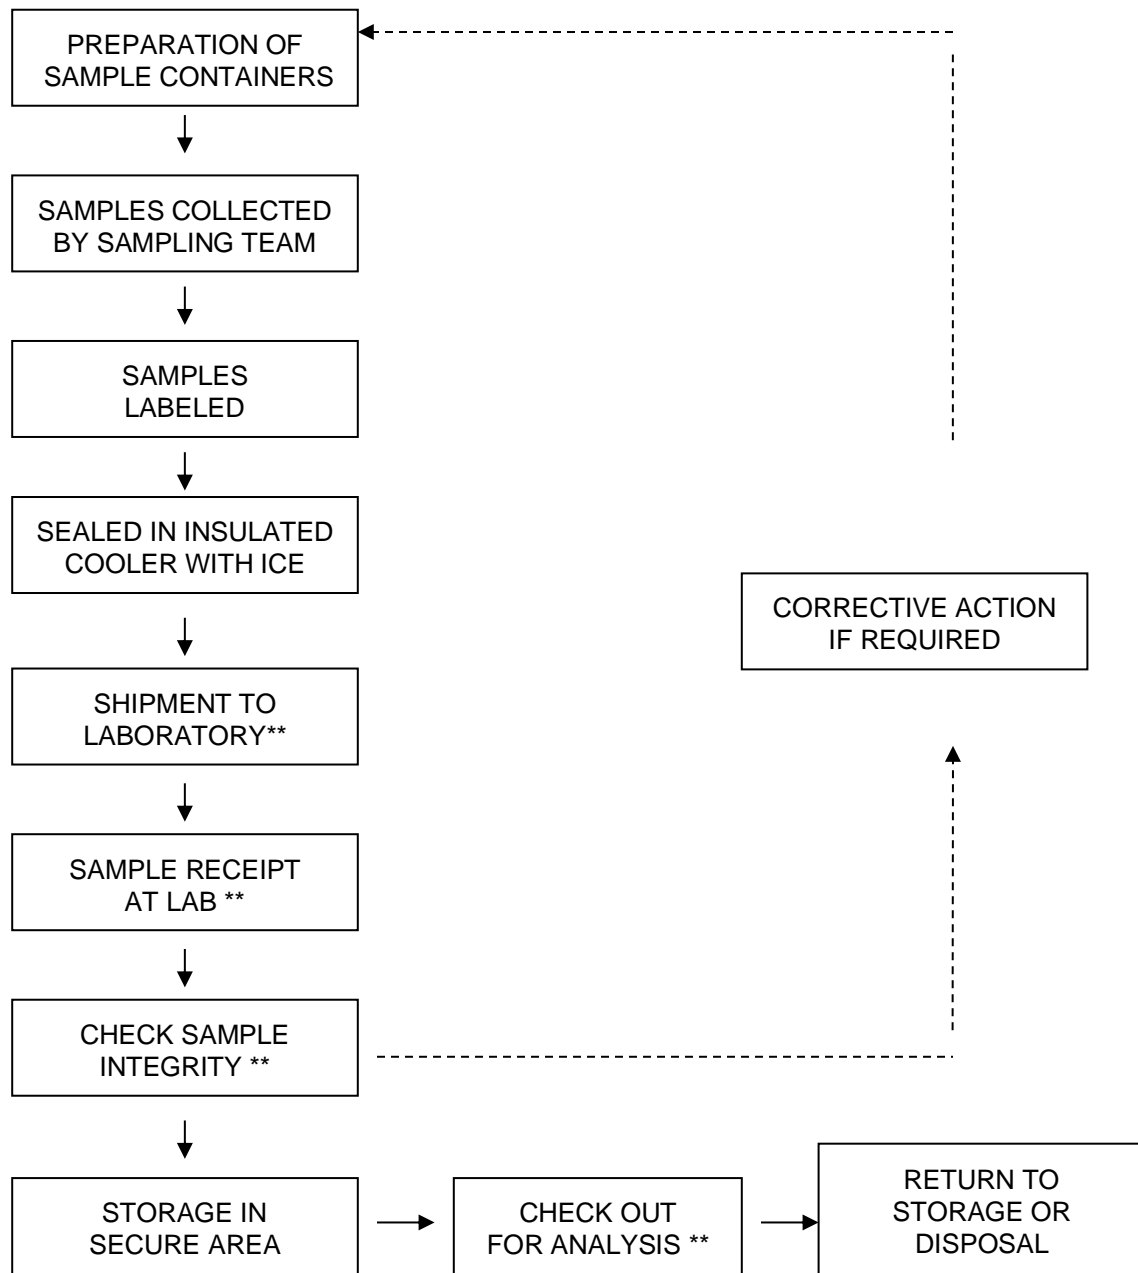 PREPARATION OF
SAMPLE CONTAINERS
SAMPLES COLLECTED
BY SAMPLING TEAM
SAMPLES
LABELED
SEALED IN INSULATED
COOLER WITH ICE
CORRECTIVE ACTION
IF REQUIRED
SHIPMENT TO
LABORATORY**
SAMPLE RECEIPT
AT LAB **
CHECK SAMPLE
INTEGRITY **
STORAGE IN
SECURE AREA
CHECK OUT
FOR ANALYSIS **
RETURN TO
STORAGE OR
DISPOSAL